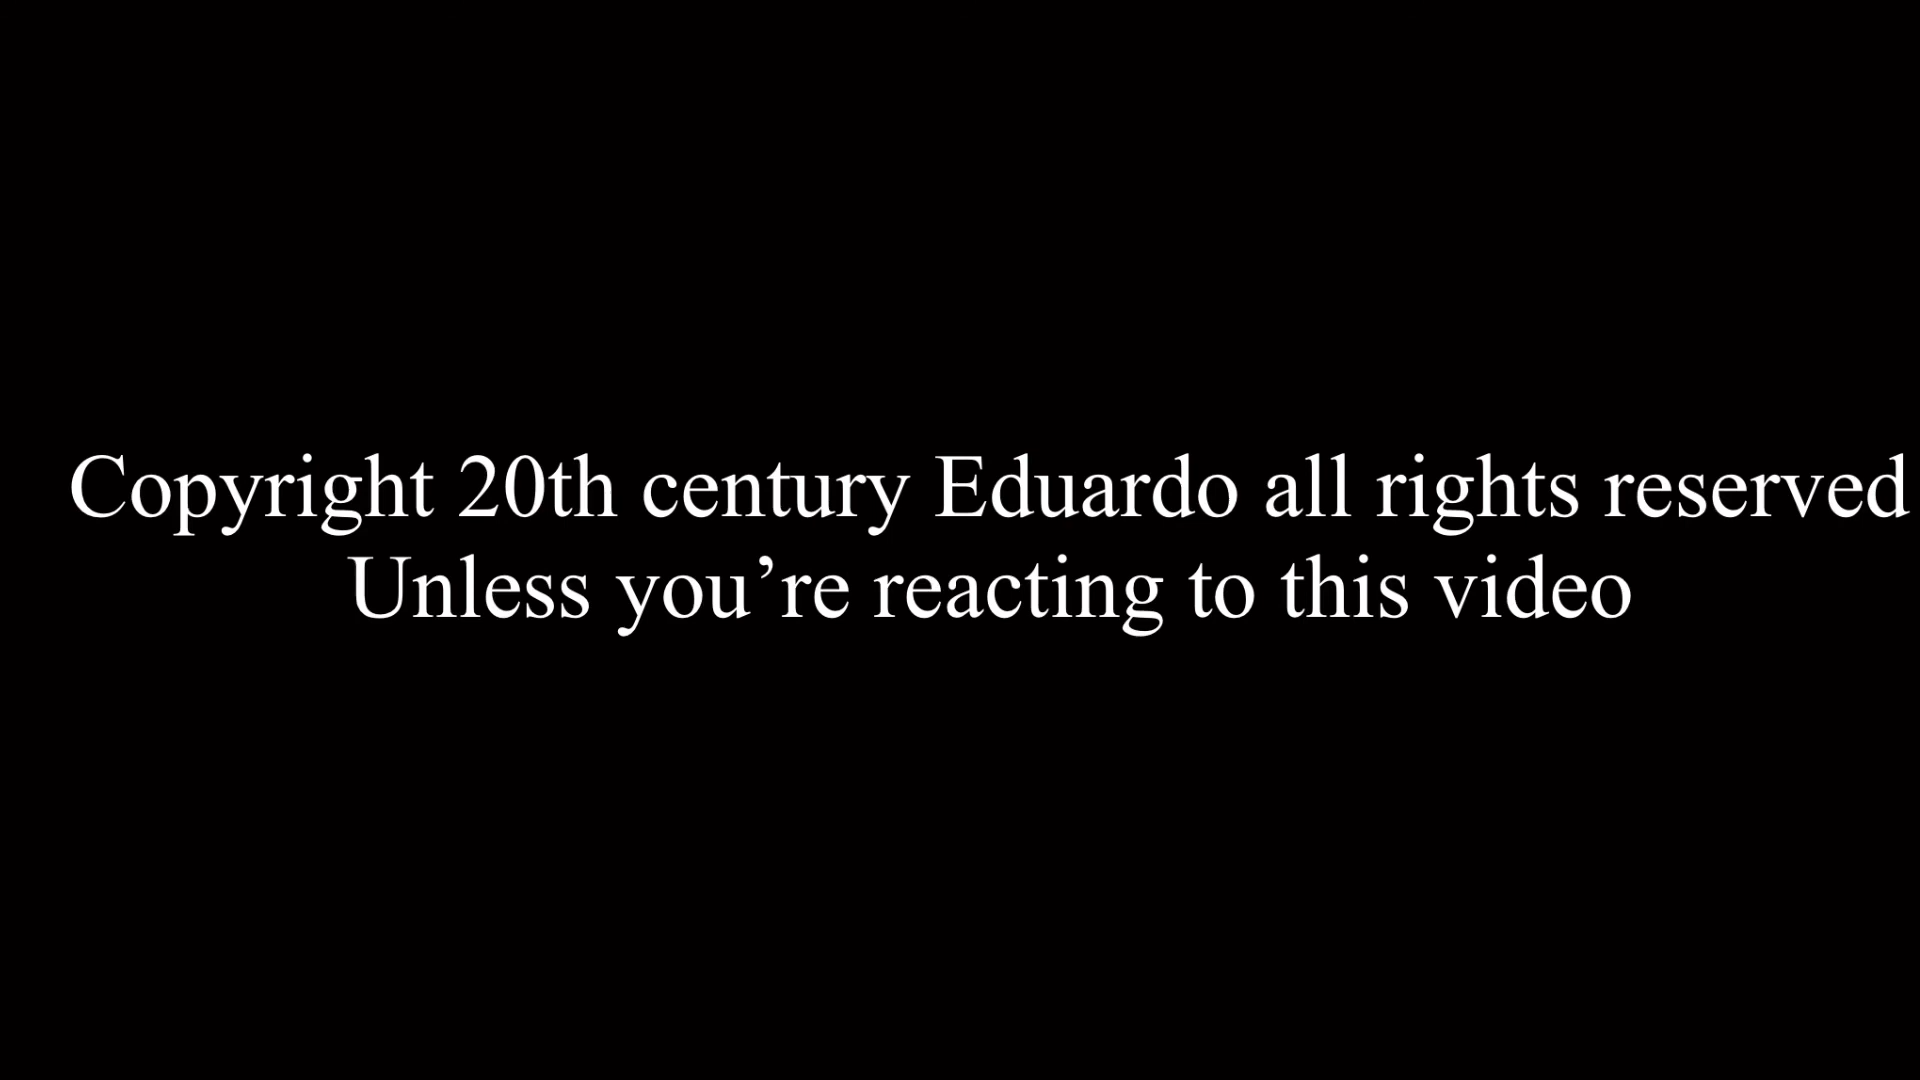 Copyright 20th century Eduardo all rights reserved
Unless you’re reacting to this video